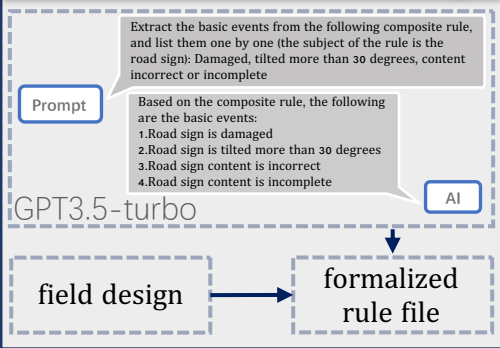 Extract the basic events from the following composite rule,
and list them one by one (the subject of the rule is the
road sign): Damaged, tilted more than 30 degrees, content
incorrect or incomplete
Prompt
Based on the composite rule, the following
are the basic events:
1.Road sign is damaged
2.Road sign is tilted more than 30 degrees
3.Road sign content is incorrect
4.Road sign content is incomplete
AI
GPT3.5-turbo
field design
formalized
rule file